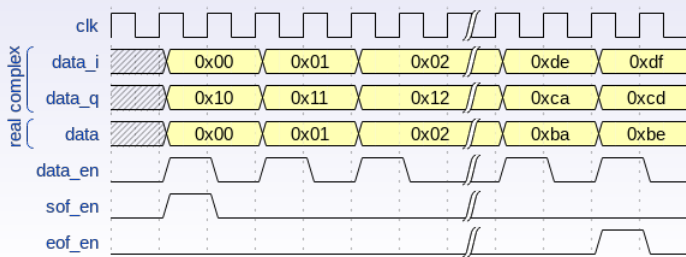 clk
real complex
data_i 0x00 0x01 0x02 0xde 0xdf
data_q 0x10 0x11 0x12 0xca 0xcd
data 0x00 0x01 0x02 0xba 0xbe
data_en
sof_en
eof_en